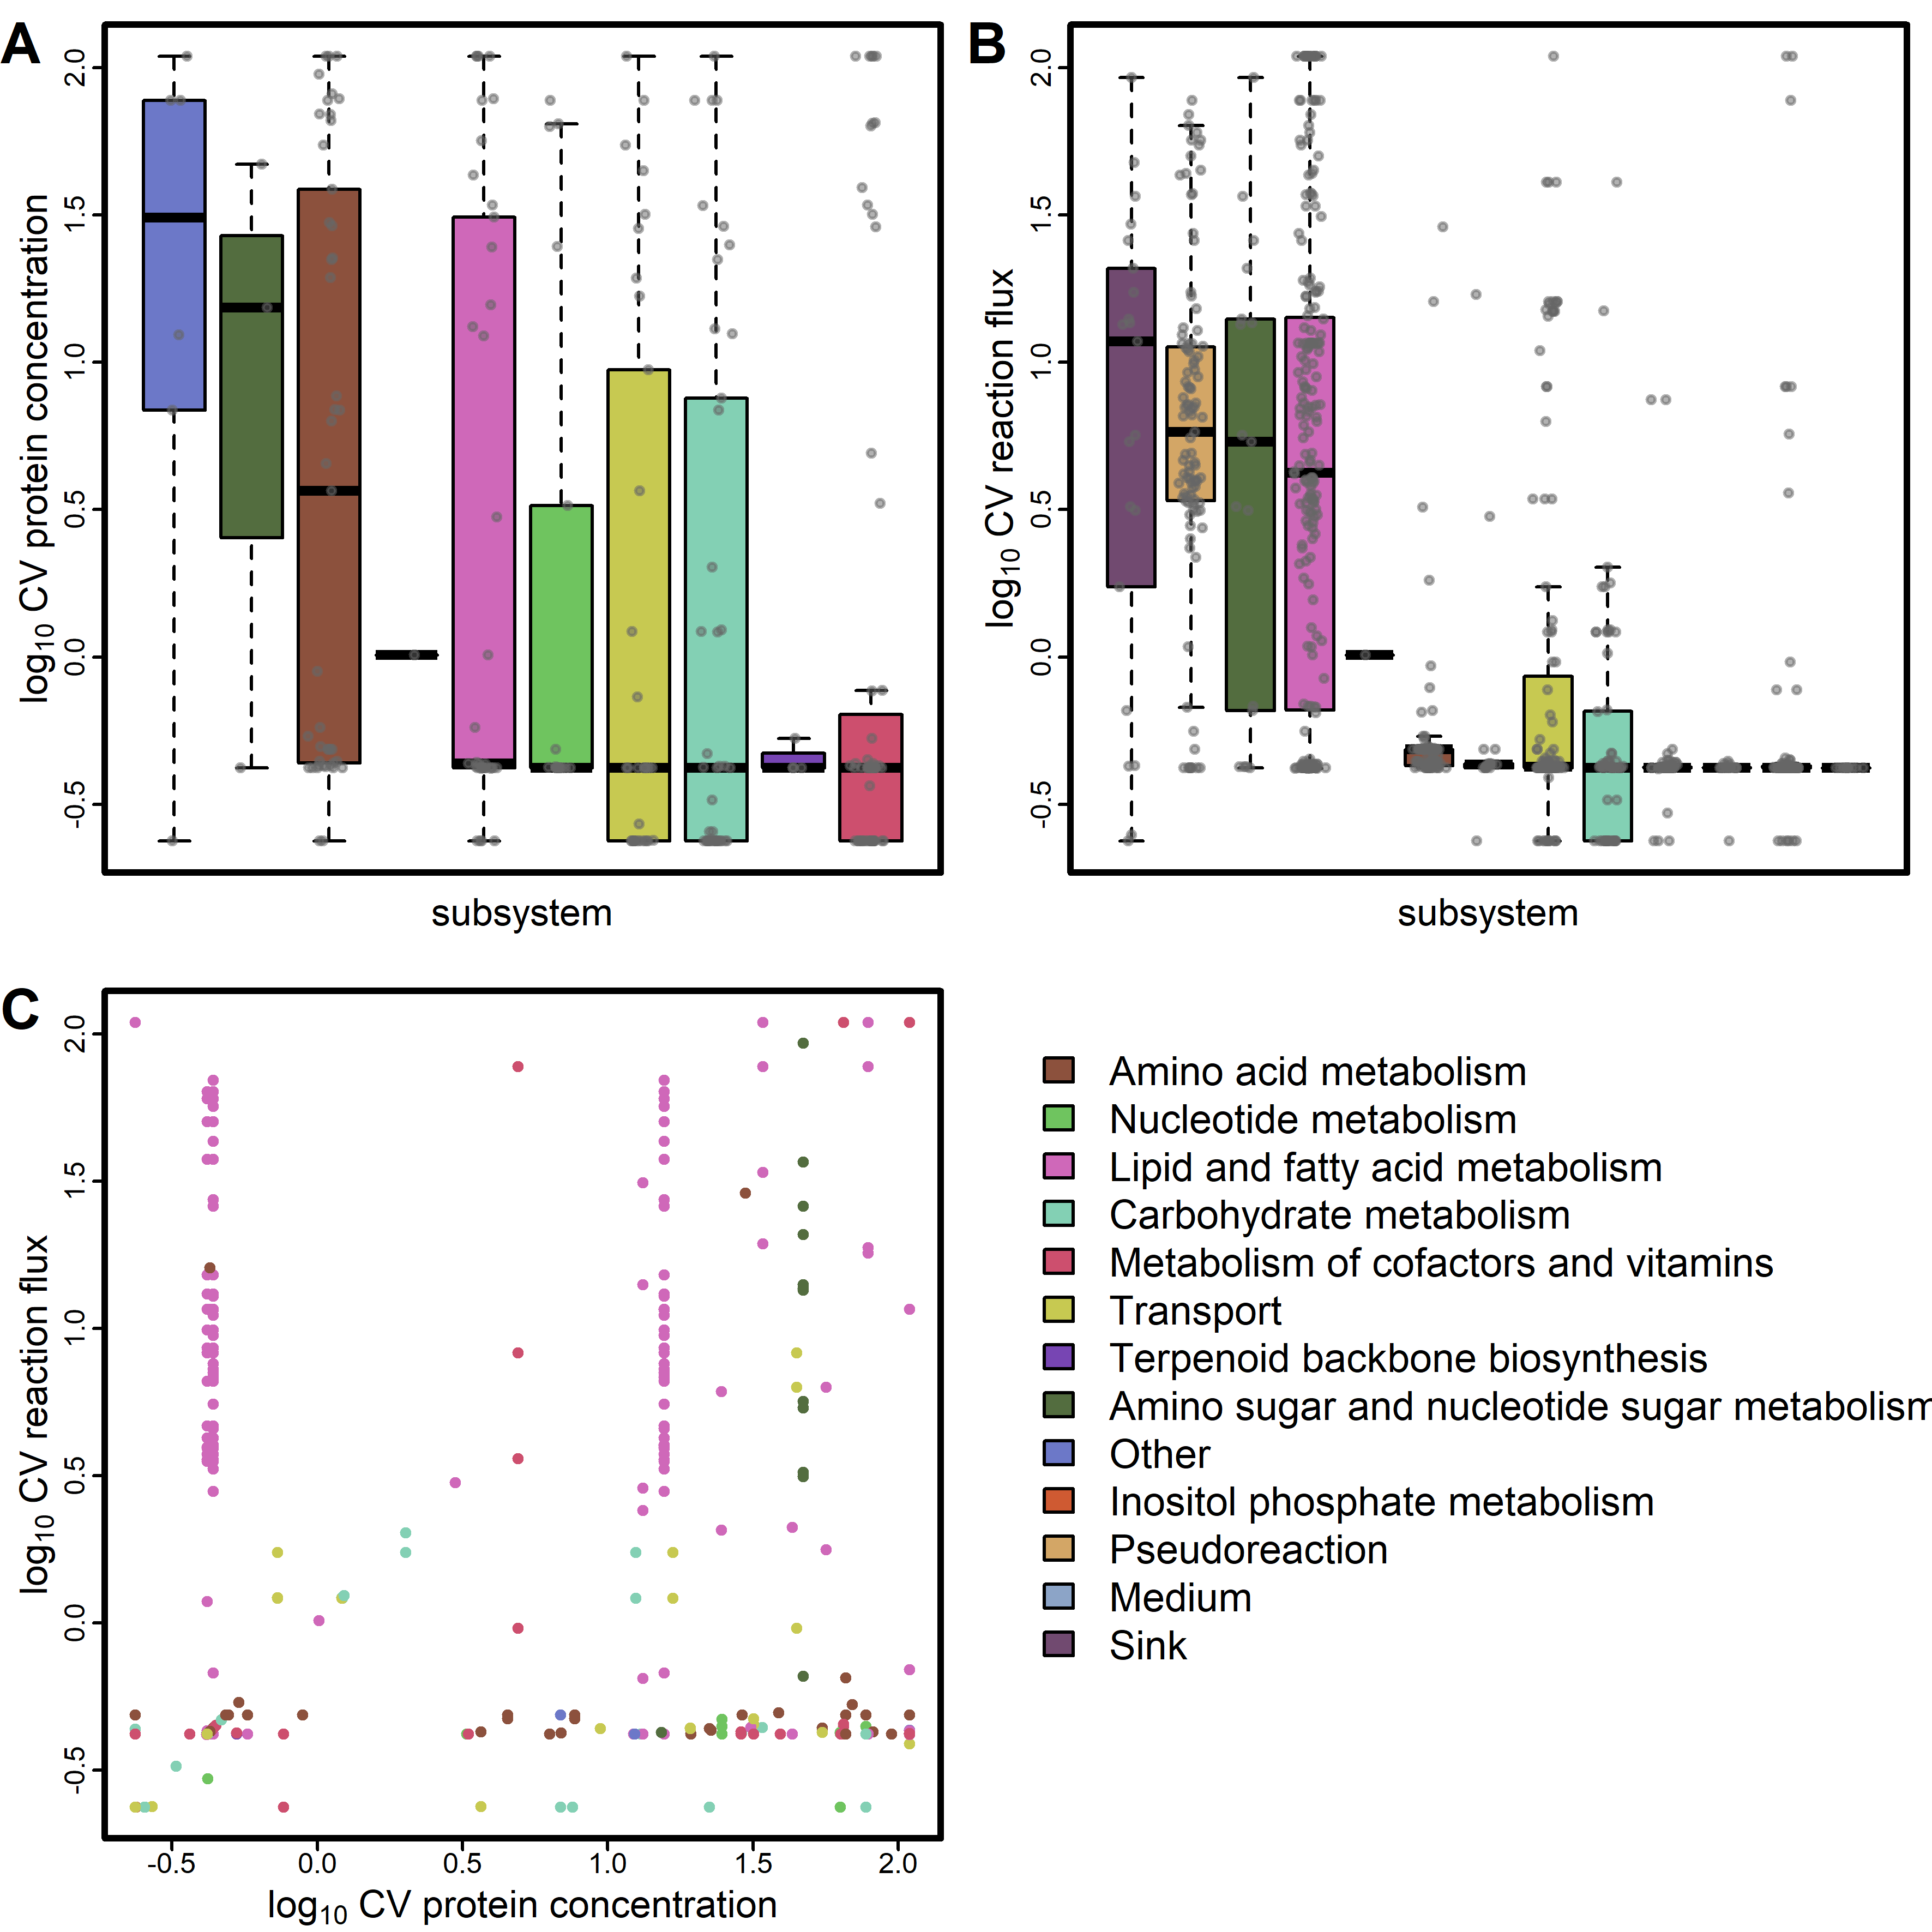 A
B
log10 CV protein concentration
2.0
1.5
1.0
0.5
0.0
-0.5
subsystem
log10 CV reaction flux
2.0
1.5
1.0
0.5
0.0
-0.5
subsystem
C
log10 CV reaction flux
2.0
1.5
1.0
0.5
0.0
-0.5
-0.5 0.0 0.5 1.0 1.5 2.0
log10 CV protein concentration
Amino acid metabolism
Nucleotide metabolism
Lipid and fatty acid metabolism
Carbohydrate metabolism
Metabolism of cofactors and vitamins
Transport
Terpenoid backbone biosynthesis
Amino sugar and nucleotide sugar metabolism
Other
Inositol phosphate metabolism
Pseudoreaction
Medium
Sink